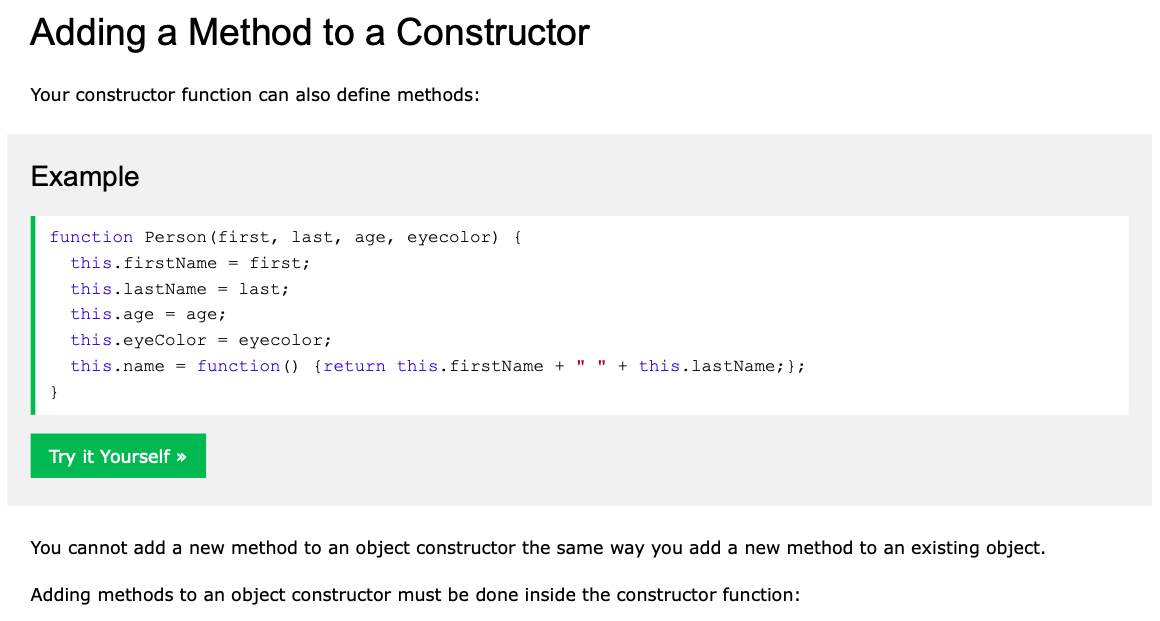 Adding a Method to a Constructor
Your constructor function can also define methods:
Example
function Person(first, last, age, eyecolor) {
  this.firstName = first;
  this.lastName = last;
  this.age = age;
  this.eyeColor = eyecolor;
  this.name = function() {return this.firstName + " " + this.lastName;};
}
Try it Yourself »
You cannot add a new method to an object constructor the same way you add a new method to an existing object.
Adding methods to an object constructor must be done inside the constructor function: